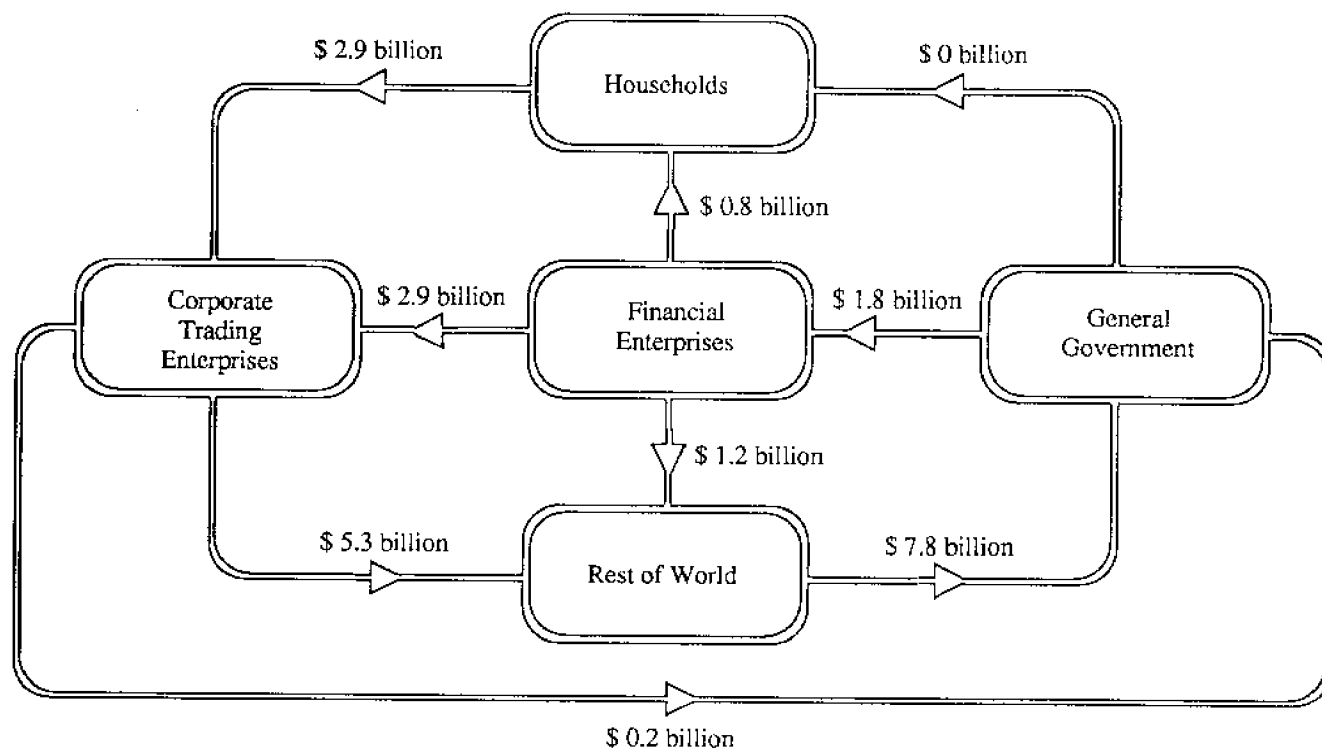 $ 2.9 billion
Households
$ 0 billion
$ 0.8 billion
Corporate
Trading
Enterprises
$ 2.9 billion
Financial
Enterprises
$ 1.8 billion
General
Government
$ 1.2 billion
$ 5.3 billion
Rest of World
$ 7.8 billion
$ 0.2 billion